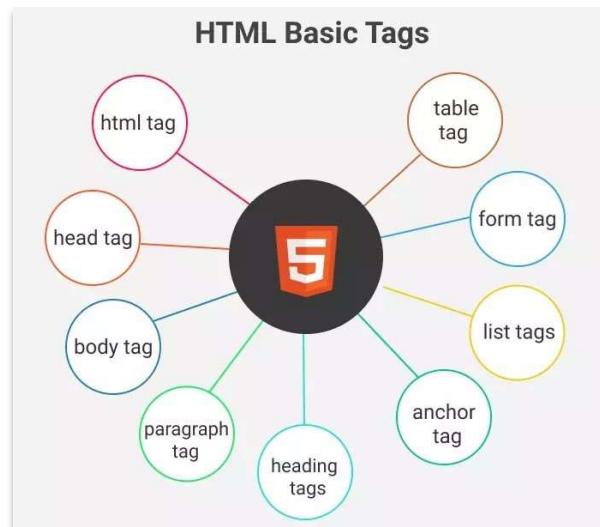 HTML Basic Tags
html tag
table
tag
head tag
form tag
body tag
list tags
paragraph
tag
heading
tags
anchor
tag
5